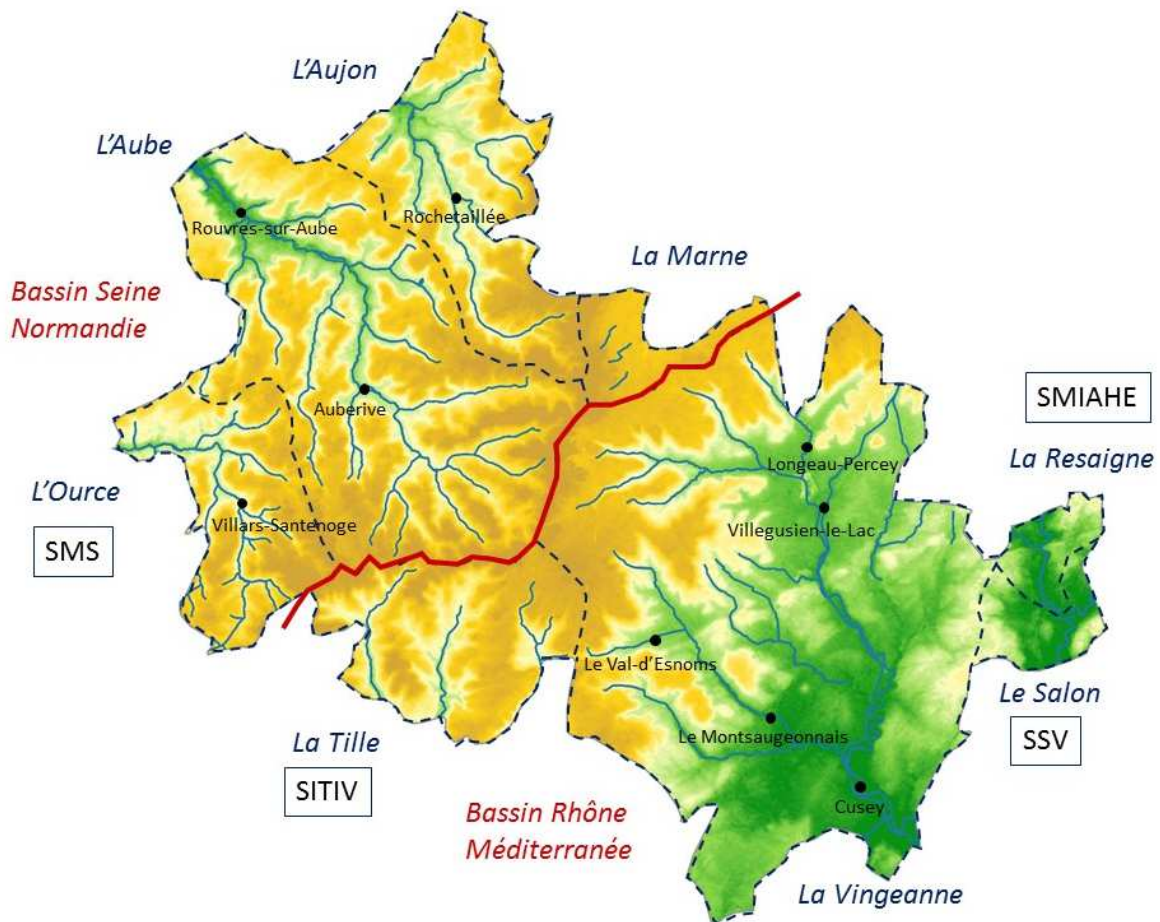 L'Aujon
L'Aube
Rochetaillée
Rouvres-sur-Aube
La Marne
Bassin Seine
Normandie
Auberive
SMIAHE
Longeau-Percey
La Resaigne
L'Ource
Villars-Santenoge
Villegusien-le-Lac
SMS
Le Val-d'Esnoms
Le Salon
Le Montsaugeonnais
La Tille
SSV
SITIV
Cusey
Bassin Rhône
Méditerranée
La Vingeanne